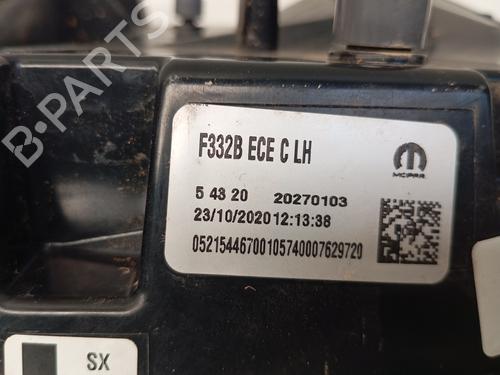 F332B ECE C LH
MOPAR
5 43 20 20270103
23/10/2020 12:13:38
05215446700105740007629720
SX
B-PARTS